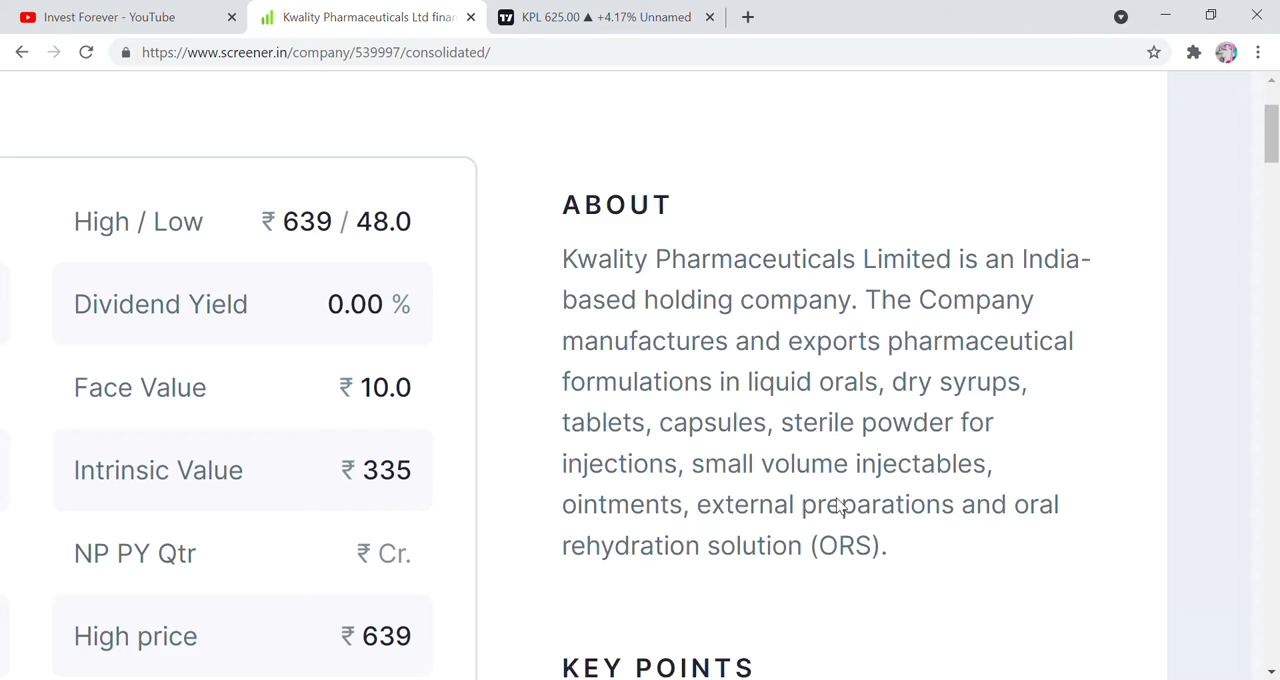 Invest Forever - YouTube
Kwality Pharmaceuticals Ltd finan
KPL 625.00 ▲ +4.17% Unnamed
https://www.screener.in/company/539997/consolidated/
High / Low ₹ 639 / 48.0
Dividend Yield 0.00 %
Face Value ₹ 10.0
Intrinsic Value ₹ 335
NP PY Qtr ₹ Cr.
High price ₹ 639
ABOUT
Kwality Pharmaceuticals Limited is an India-
based holding company. The Company
manufactures and exports pharmaceutical
formulations in liquid orals, dry syrups,
tablets, capsules, sterile powder for
injections, small volume injectables,
ointments, external preparations and oral
rehydration solution (ORS).
KEY POINTS